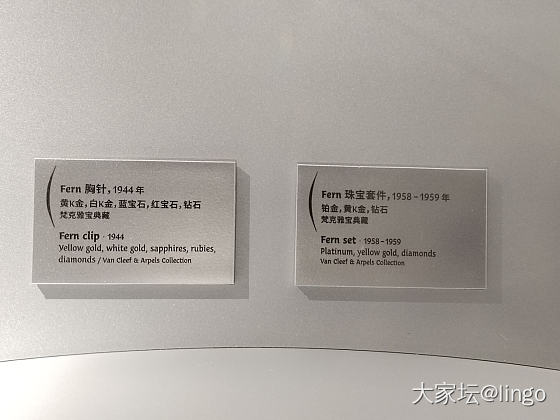 Fern 胸针，1944 年
黄K金，白K金，蓝宝石，红宝石，钻石
梵克雅宝典藏
Fern clip · 1944
Yellow gold, white gold, sapphires, rubies,
diamonds / Van Cleef & Arpels Collection
Fern 珠宝套件，1958－1959 年
铂金，黄K金，钻石
梵克雅宝典藏
Fern set · 1958–1959
Platinum, yellow gold, diamonds
Van Cleef & Arpels Collection
大家坛@lingo